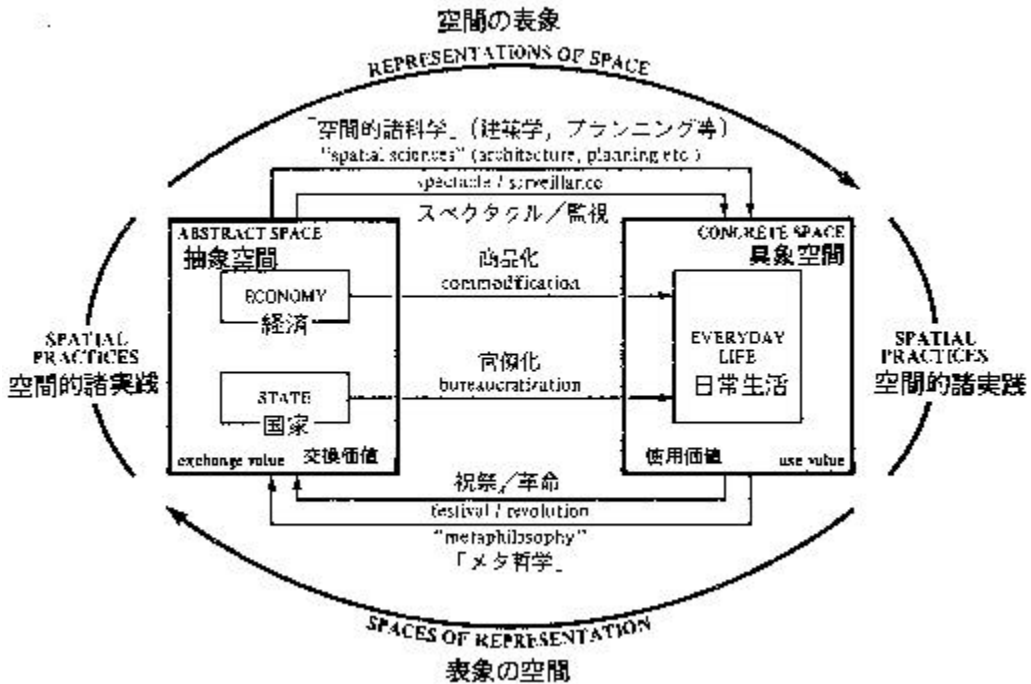 空間の表象
REPRESENTATIONS OF SPACE
「空間的諸科学」(建築学, プランニング等)
"spatial sciences" (architecture, planning etc.)
spectacle / surveillance
スペクタクル／監視
ABSTRACT SPACE
抽象空間
CONCRETE SPACE
具象空間
商品化
commodification
ECONOMY
経済
EVERYDAY
LIFE
日常生活
SPATIAL
PRACTICES
空間的諸実践
SPATIAL
PRACTICES
空間的諸実践
官僚化
bureaucratization
STATE
国家
exchange value 交換価値
使用価値 use value
祝祭／革命
festival / revolution
"metaphilosophy"
「メタ哲学」
SPACES OF REPRESENTATION
表象の空間